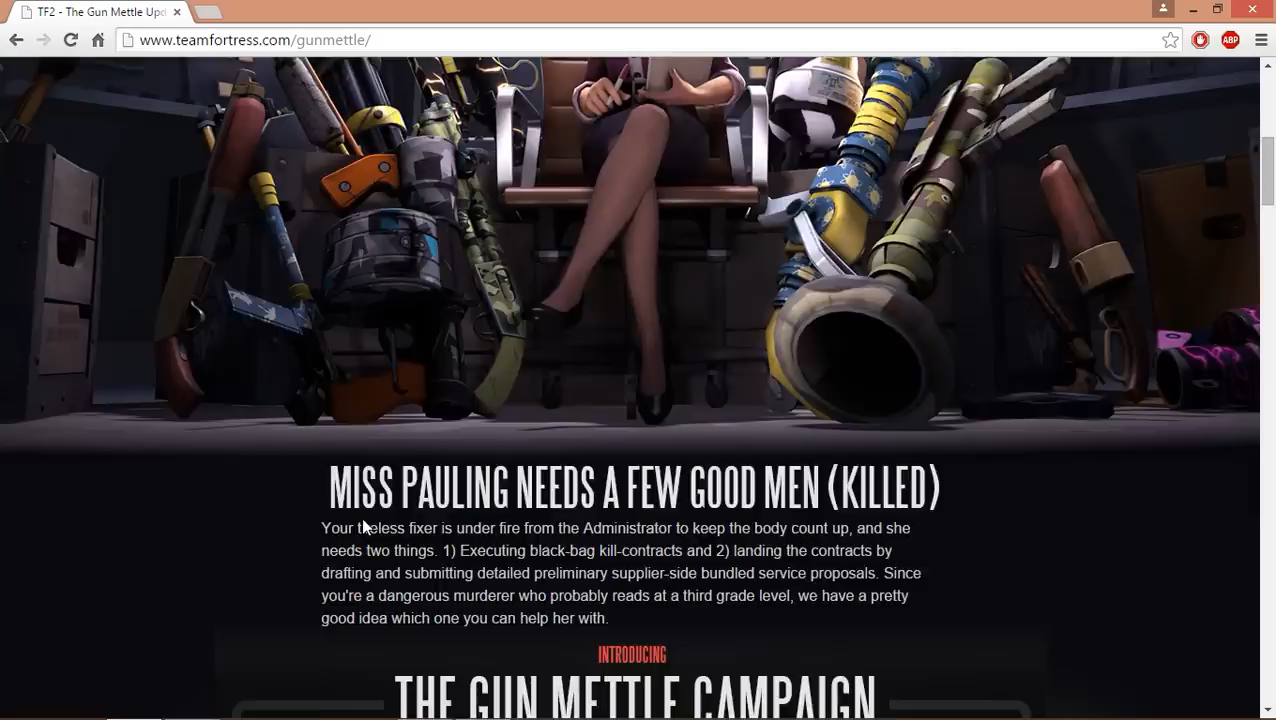 TF2 - The Gun Mettle Upd
www.teamfortress.com/gunmettle/
ABP
MISS PAULING NEEDS A FEW GOOD MEN (KILLED)
Your tireless fixer is under fire from the Administrator to keep the body count up, and she
needs two things. 1) Executing black-bag kill-contracts and 2) landing the contracts by
drafting and submitting detailed preliminary supplier-side bundled service proposals. Since
you're a dangerous murderer who probably reads at a third grade level, we have a pretty
good idea which one you can help her with.
INTRODUCING
THE GUN METTLE CAMPAIGN